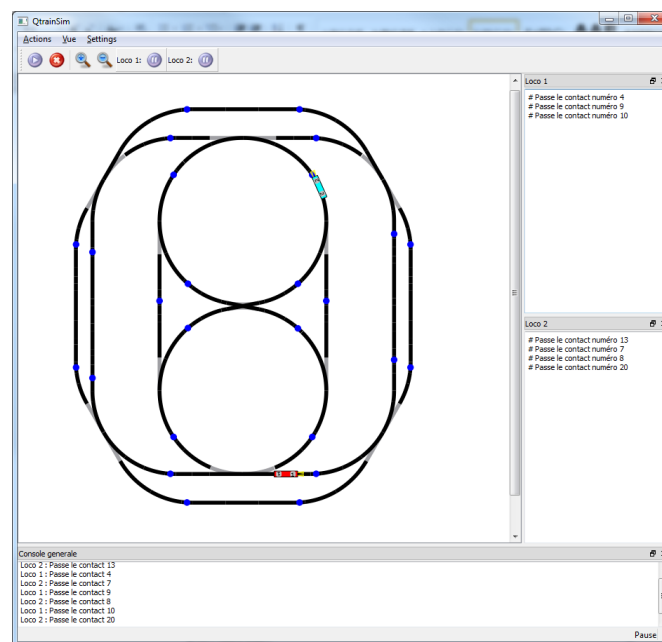 QtrainSim
Actions Vue Settings
Loco 1: Loco 2:
Loco 1
# Passe le contact numéro 4
# Passe le contact numéro 9
# Passe le contact numéro 10
Loco 2
# Passe le contact numéro 13
# Passe le contact numéro 7
# Passe le contact numéro 8
# Passe le contact numéro 20
Console generale
Loco 2 : Passe le contact 13
Loco 1 : Passe le contact 4
Loco 2 : Passe le contact 7
Loco 1 : Passe le contact 9
Loco 2 : Passe le contact 8
Loco 1 : Passe le contact 10
Loco 2 : Passe le contact 20
Pause